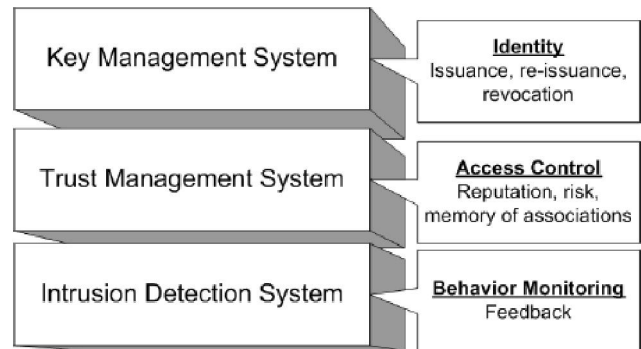 Key Management System
Identity
Issuance, re-issuance,
revocation
Trust Management System
Access Control
Reputation, risk,
memory of associations
Intrusion Detection System
Behavior Monitoring
Feedback